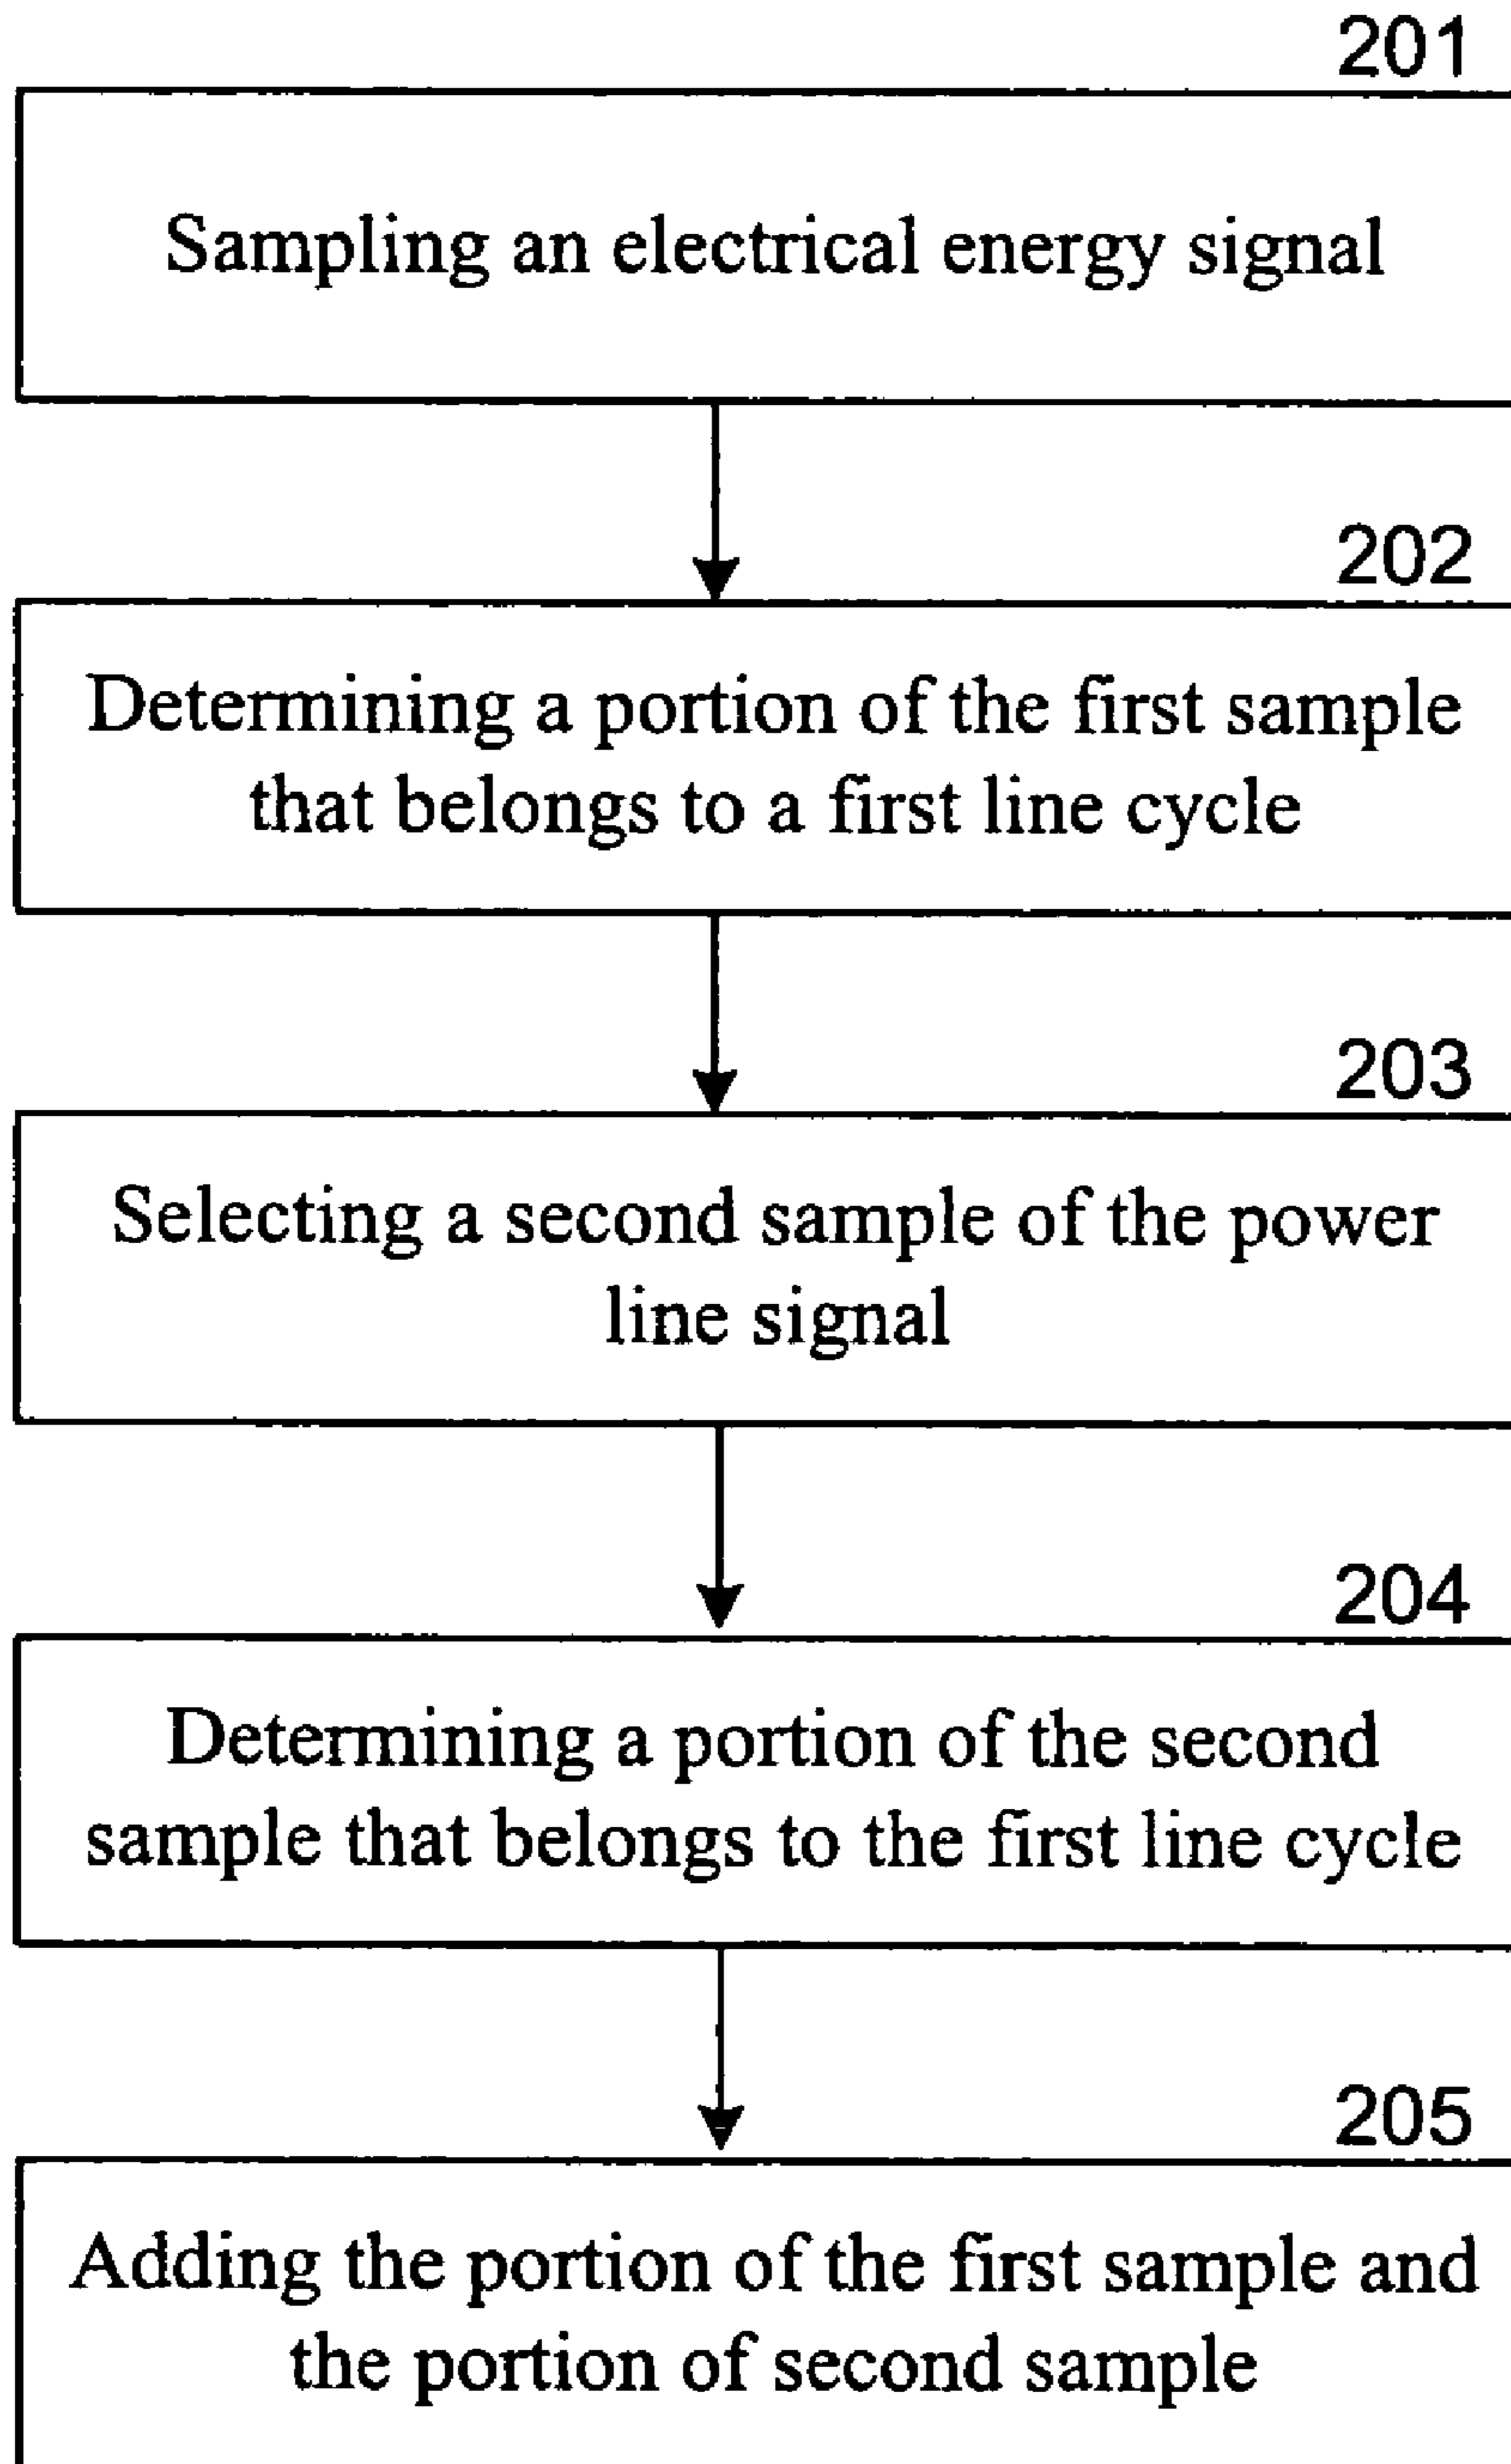 201
Sampling an electrical energy signal
202
Determining a portion of the first sample
that belongs to a first line cycle
203
Selecting a second sample of the power
line signal
204
Determining a portion of the second
sample that belongs to the first line cycle
205
Adding the portion of the first sample and
the portion of second sample